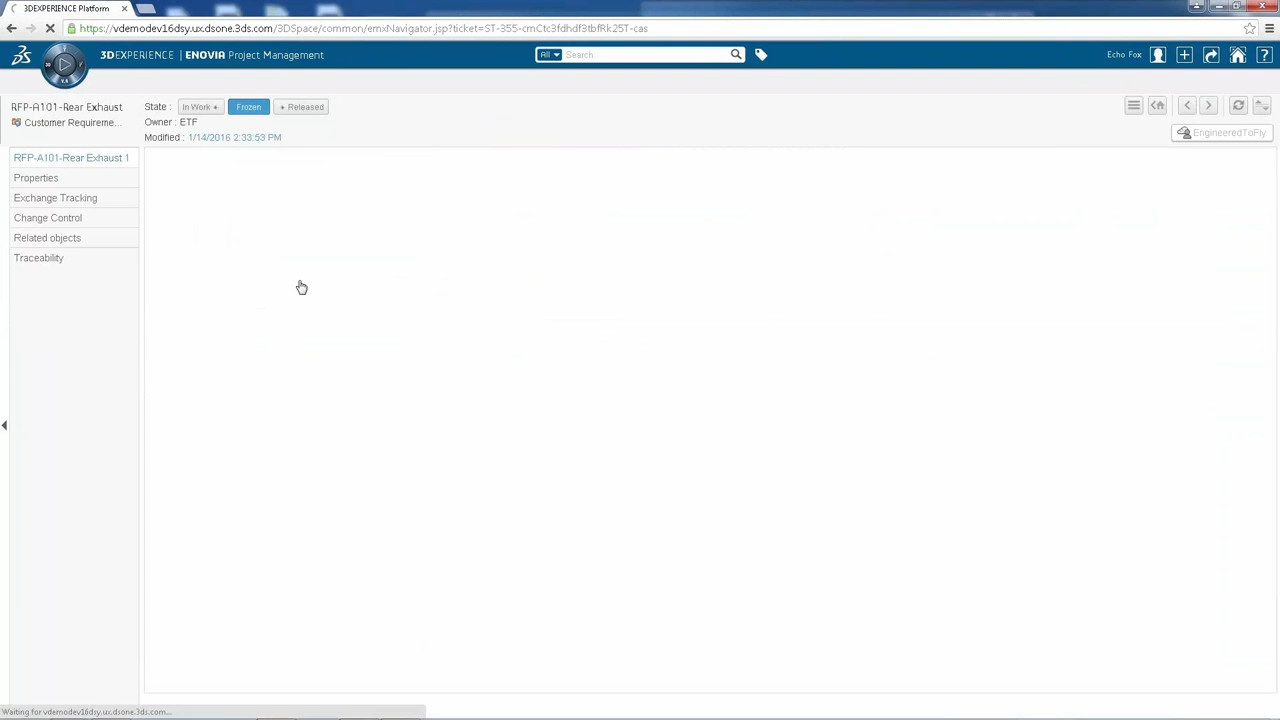 3DEXPERIENCE Platform
https://vdemodev16dsy.ux.dsone.3ds.com/3DSpace/common/emxNavigator.jsp?ticket=ST-355-cmCtc3fdhdf3tbfRk25T-cas
3DEXPERIENCE | ENOVIA Project Management
All
Search
Echo Fox
3D
V.R
RFP-A101-Rear Exhaust
Customer Requireme...
State :
In Work
Frozen
Released
Owner : ETF
Modified : 1/14/2016 2:33:53 PM
EngineeredToFly
RFP-A101-Rear Exhaust 1
Properties
Exchange Tracking
Change Control
Related objects
Traceability
Waiting for vdemodev16dsy.ux.dsone.3ds.com...